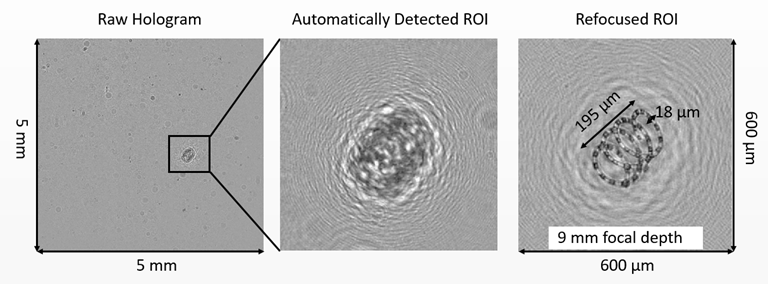 Raw Hologram
Automatically Detected ROI
Refocused ROI
5 mm
5 mm
195 µm
18 µm
9 mm focal depth
600 µm
600 µm